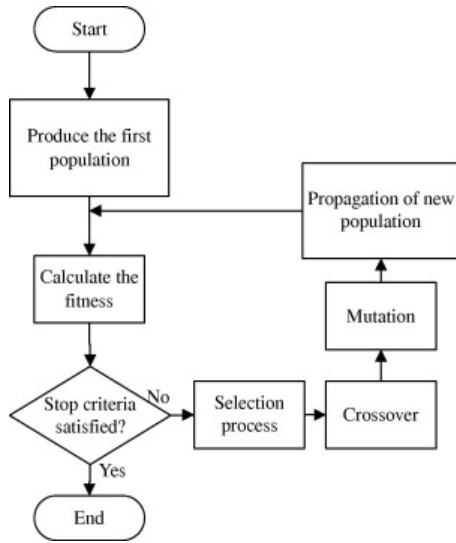 Start
Produce the first
population
Propagation of new
population
Calculate the
fitness
Mutation
Stop criteria
satisfied?
No
Selection
process
Crossover
Yes
End